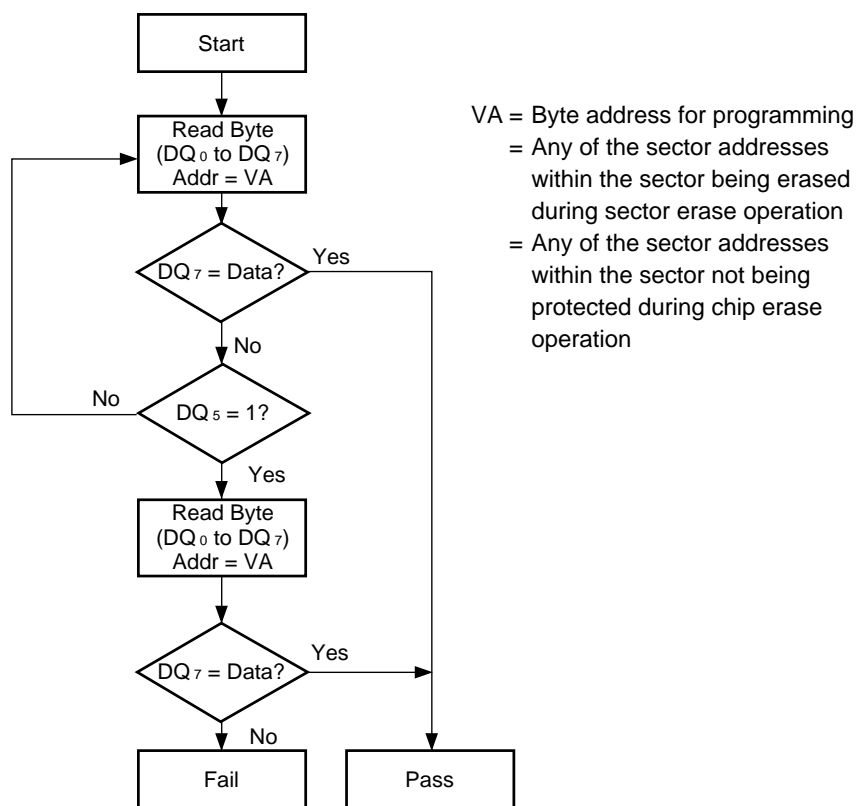 Start
Read Byte
(DQ0 to DQ7)
Addr = VA
DQ7 = Data?
Yes
No
DQ5 = 1?
No
Yes
Read Byte
(DQ0 to DQ7)
Addr = VA
DQ7 = Data?
Yes
No
Fail
Pass
VA = Byte address for programming
= Any of the sector addresses
within the sector being erased
during sector erase operation
= Any of the sector addresses
within the sector not being
protected during chip erase
operation